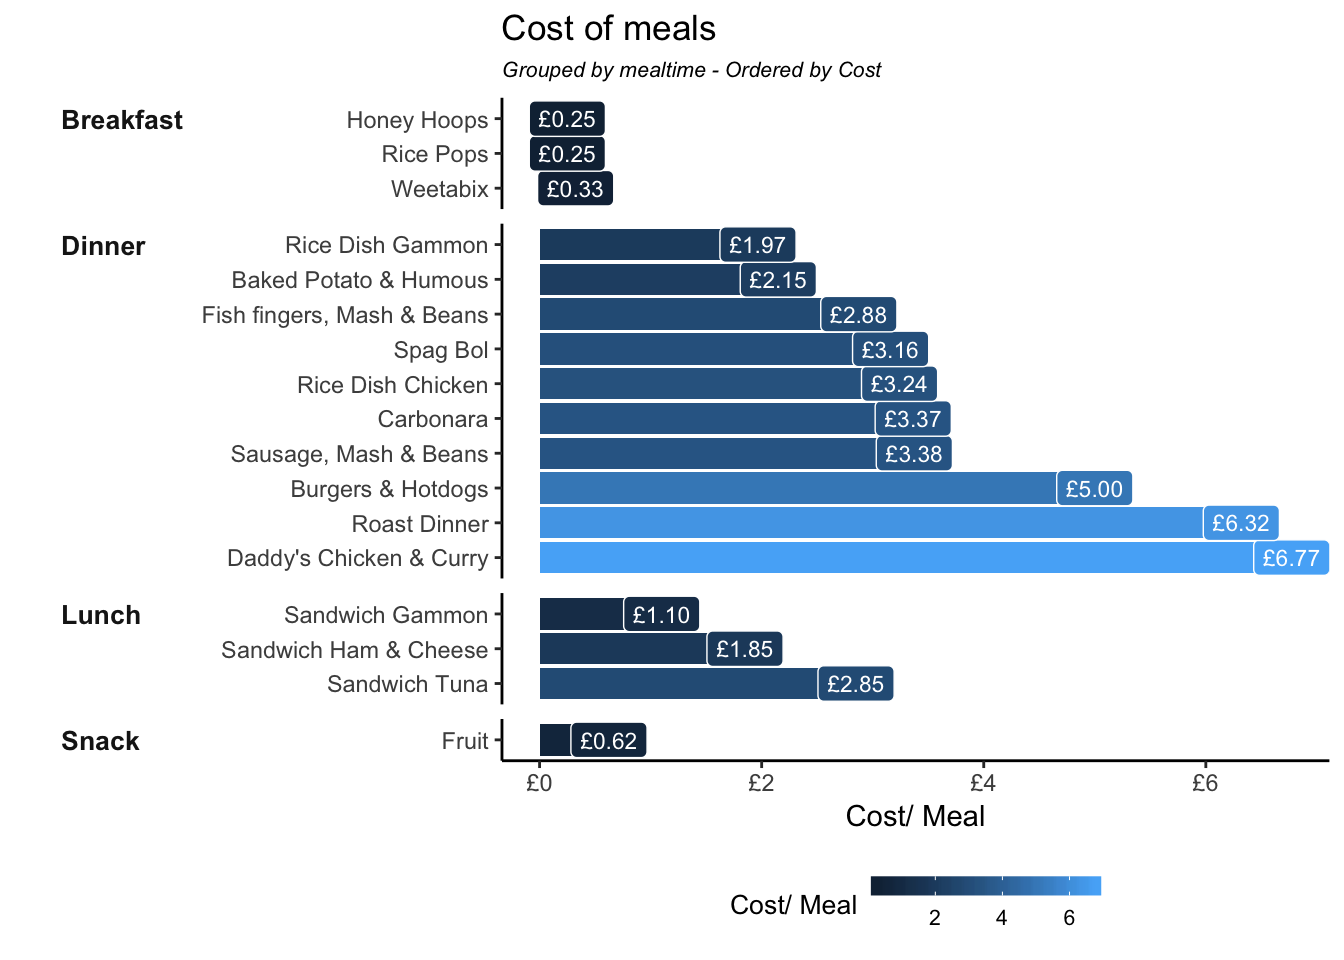 Cost of meals
Grouped by mealtime - Ordered by Cost
Breakfast
Honey Hoops £0.25
Rice Pops £0.25
Weetabix £0.33
Dinner
Rice Dish Gammon £1.97
Baked Potato & Humous £2.15
Fish fingers, Mash & Beans £2.88
Spag Bol £3.16
Rice Dish Chicken £3.24
Carbonara £3.37
Sausage, Mash & Beans £3.38
Burgers & Hotdogs £5.00
Roast Dinner £6.32
Daddy's Chicken & Curry £6.77
Lunch
Sandwich Gammon £1.10
Sandwich Ham & Cheese £1.85
Sandwich Tuna £2.85
Snack
Fruit £0.62
£0 £2 £4 £6
Cost/ Meal
Cost/ Meal
2 4 6